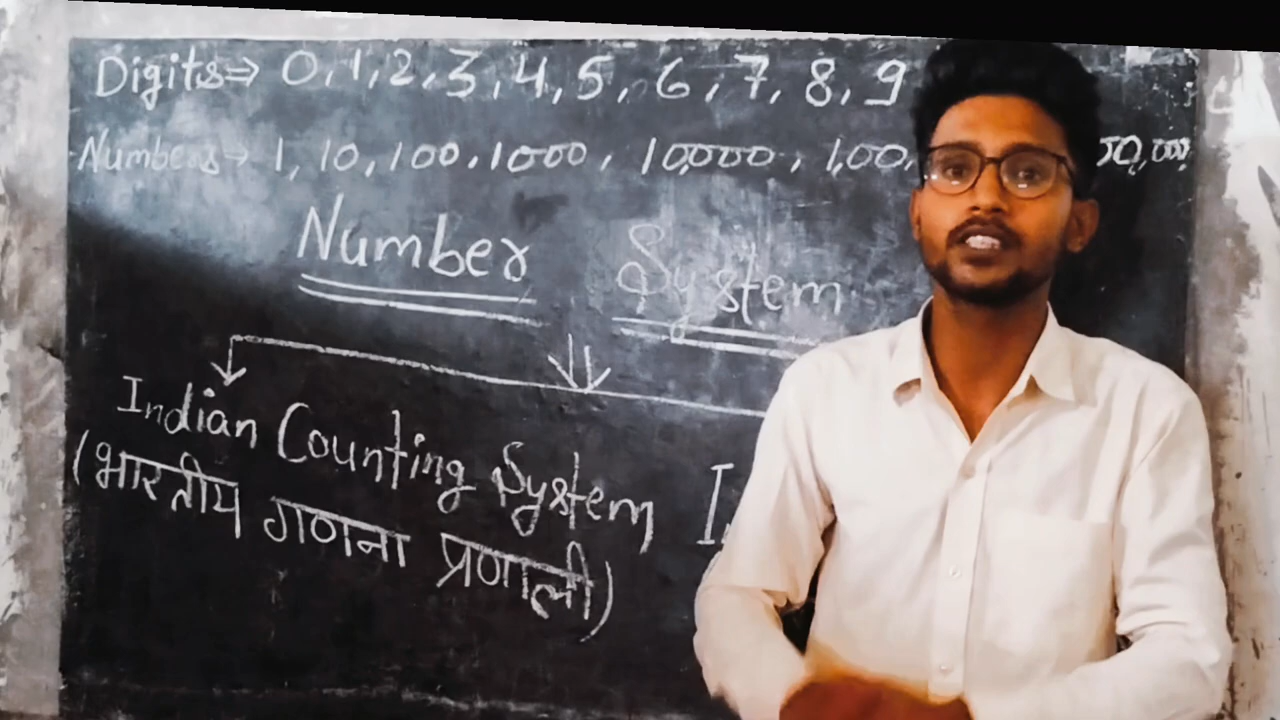 Digits⇒ 0, 1, 2, 3, 4, 5, 6, 7, 8, 9
Numbers→ 1, 10, 100, 1000, 10,000, 1,00,
Number System
Indian Counting System
(भारतीय गणना प्रणाली)